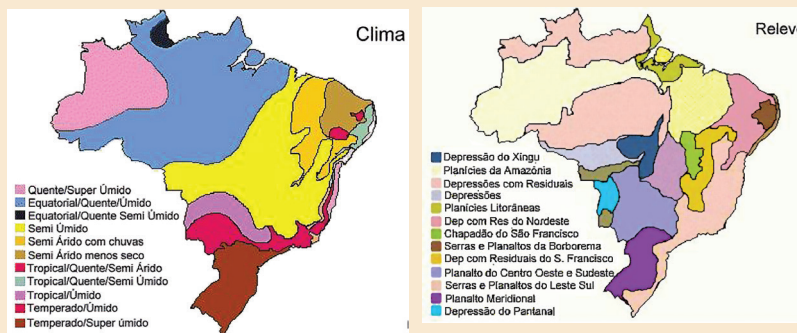 Clima
Quente/Super Úmido
Equatorial/Quente/Úmido
Equatorial/Quente Semi Úmido
Semi Úmido
Semi Árido com chuvas
Semi Árido menos seco
Tropical/Quente/Semi Árido
Tropical/Quente/Semi Úmido
Tropical/Úmido
Temperado/Úmido
Temperado/Super úmido
Relevo
Depressão do Xingu
Planícies da Amazónia
Depressões com Residuais
Depressões
Planícies Litorâneas
Dep com Res do Nordeste
Chapadão do São Francisco
Serras e Planaltos da Borborema
Dep com Residuais do S. Francisco
Planalto do Centro Oeste e Sudeste
Serras e Planaltos do Leste Sul
Planalto Meridional
Depressão do Pantanal